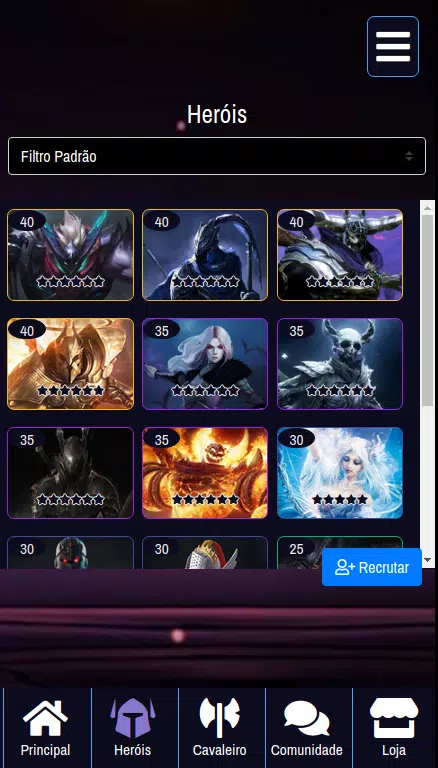 Heróis
Filtro Padrão
40 40 40
40 35 35
35 35 30
30 30 25
Recrutar
Principal Heróis Cavaleiro Comunidade Loja